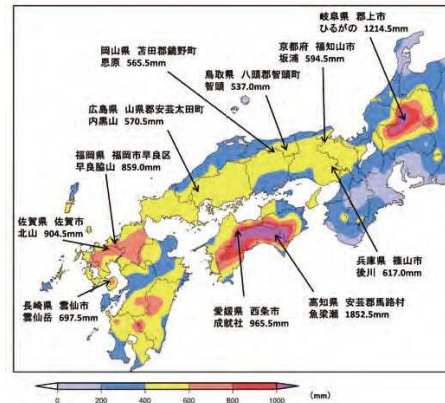 岐阜県 郡上市
ひるがの 1214.5mm
岡山県 苫田郡鏡野町
恩原 565.5mm
京都府 福知山市
坂浦 594.5mm
鳥取県 八頭郡智頭町
智頭 537.0mm
広島県 山県郡安芸太田町
内黒山 570.5mm
福岡県 福岡市早良区
早良脇山 859.0mm
佐賀県 佐賀市
北山 904.5mm
長崎県 雲仙市
雲仙岳 697.5mm
愛媛県 西条市
成就社 965.5mm
高知県 安芸郡馬路村
魚梁瀬 1852.5mm
兵庫県 篠山市
後川 617.0mm
0 200 400 600 800 1000 (mm)